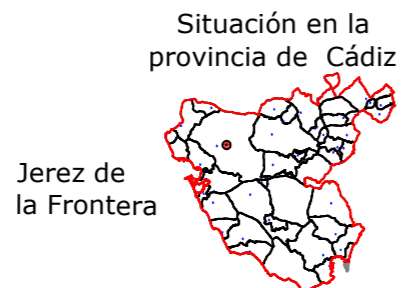 Situación en la
provincia de Cádiz
Jerez de
la Frontera